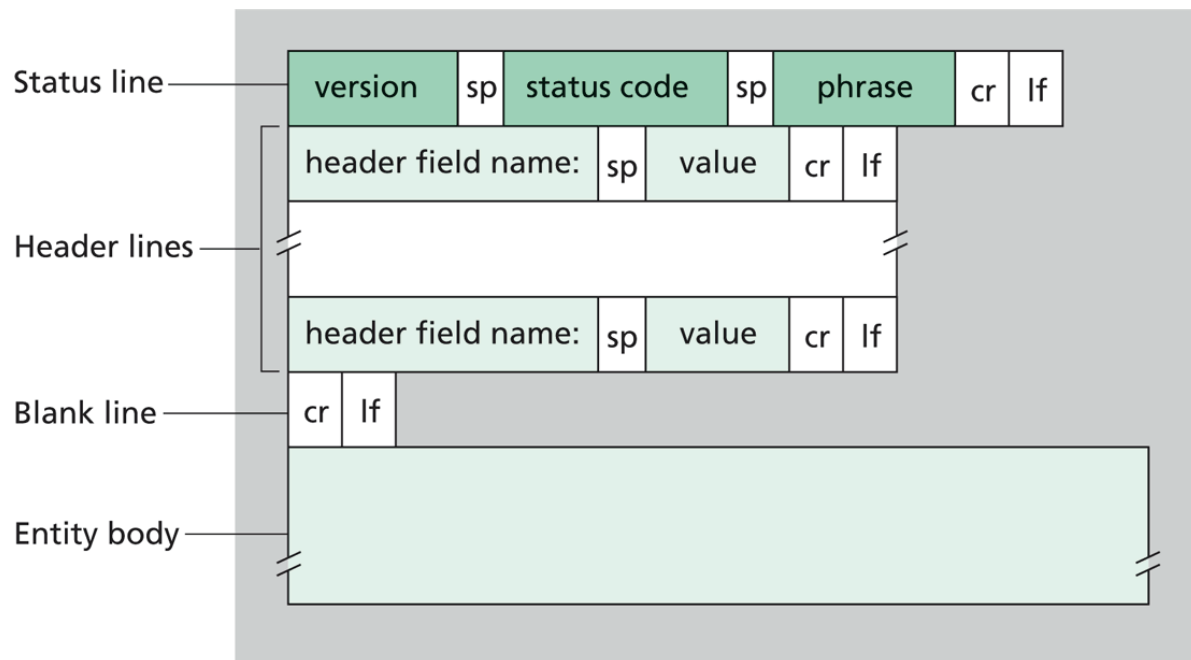 Status line version sp status code sp phrase cr lf
header field name: sp value cr lf
Header lines
header field name: sp value cr lf
Blank line cr lf
Entity body